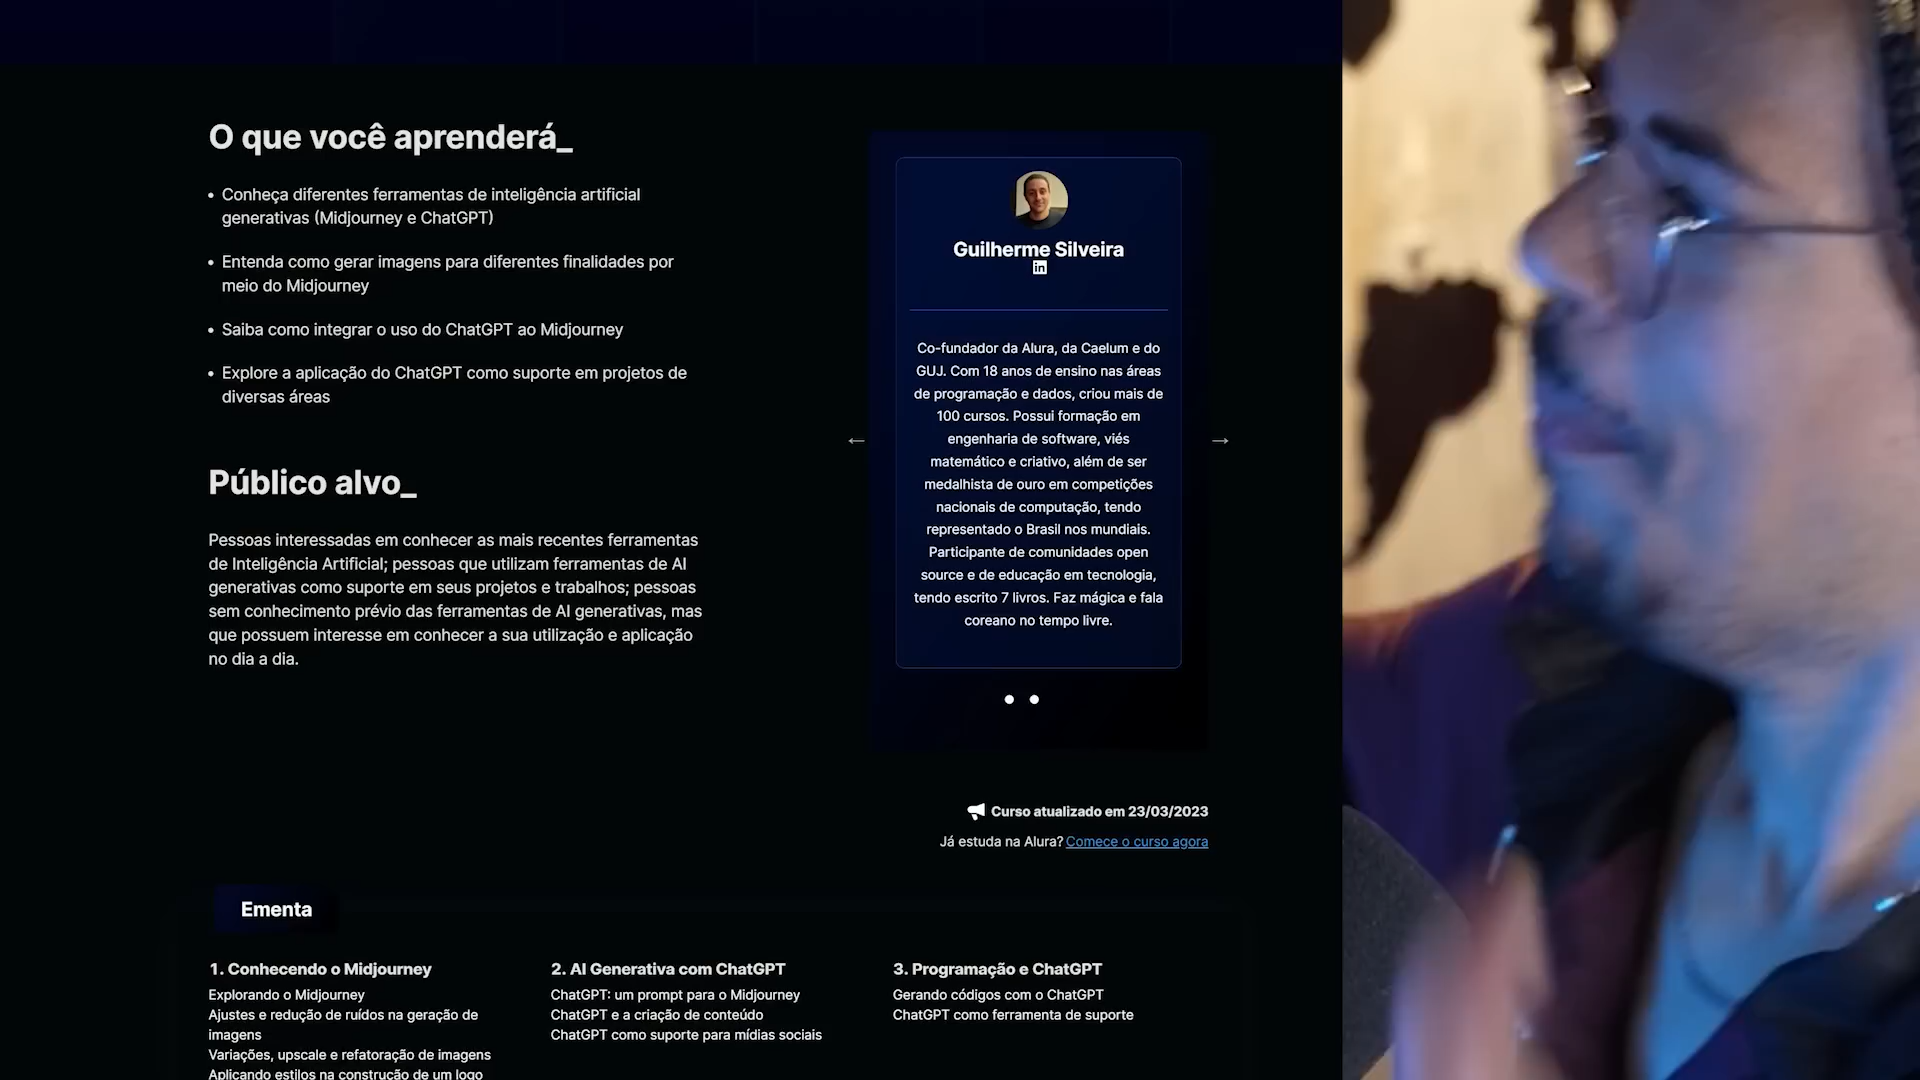 O que você aprenderá_
• Conheça diferentes ferramentas de inteligência artificial
generativas (Midjourney e ChatGPT)
• Entenda como gerar imagens para diferentes finalidades por
meio do Midjourney
• Saiba como integrar o uso do ChatGPT ao Midjourney
• Explore a aplicação do ChatGPT como suporte em projetos de
diversas áreas
Público alvo_
Pessoas interessadas em conhecer as mais recentes ferramentas
de Inteligência Artificial; pessoas que utilizam ferramentas de AI
generativas como suporte em seus projetos e trabalhos; pessoas
sem conhecimento prévio das ferramentas de AI generativas, mas
que possuem interesse em conhecer a sua utilização e aplicação
no dia a dia.
Guilherme Silveira
in
Co-fundador da Alura, da Caelum e do
GUJ. Com 18 anos de ensino nas áreas
de programação e dados, criou mais de
100 cursos. Possui formação em
engenharia de software, viés
matemático e criativo, além de ser
medalhista de ouro em competições
nacionais de computação, tendo
representado o Brasil nos mundiais.
Participante de comunidades open
source e de educação em tecnologia,
tendo escrito 7 livros. Faz mágica e fala
coreano no tempo livre.
← →
Curso atualizado em 23/03/2023
Já estuda na Alura? Comece o curso agora
Ementa
1. Conhecendo o Midjourney
Explorando o Midjourney
Ajustes e redução de ruídos na geração de
imagens
Variações, upscale e refatoração de imagens
Aplicando estilos na construção de um logo
2. AI Generativa com ChatGPT
ChatGPT: um prompt para o Midjourney
ChatGPT e a criação de conteúdo
ChatGPT como suporte para mídias sociais
3. Programação e ChatGPT
Gerando códigos com o ChatGPT
ChatGPT como ferramenta de suporte